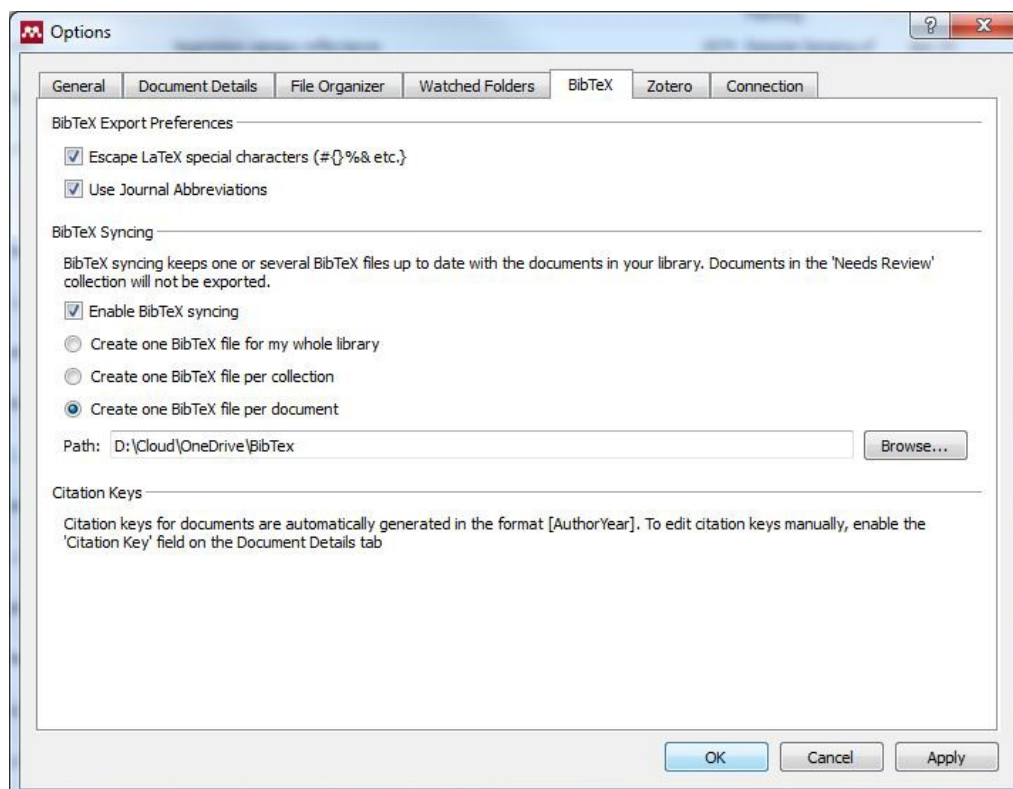 Options
General Document Details File Organizer Watched Folders BibTeX Zotero Connection
BibTeX Export Preferences
Escape LaTeX special characters (#{}%& etc.}
Use Journal Abbreviations
BibTeX Syncing
BibTeX syncing keeps one or several BibTeX files up to date with the documents in your library. Documents in the 'Needs Review'
collection will not be exported.
Enable BibTeX syncing
Create one BibTeX file for my whole library
Create one BibTeX file per collection
Create one BibTeX file per document
Path: D:\Cloud\OneDrive\BibTex Browse...
Citation Keys
Citation keys for documents are automatically generated in the format [AuthorYear]. To edit citation keys manually, enable the
'Citation Key' field on the Document Details tab
OK Cancel Apply